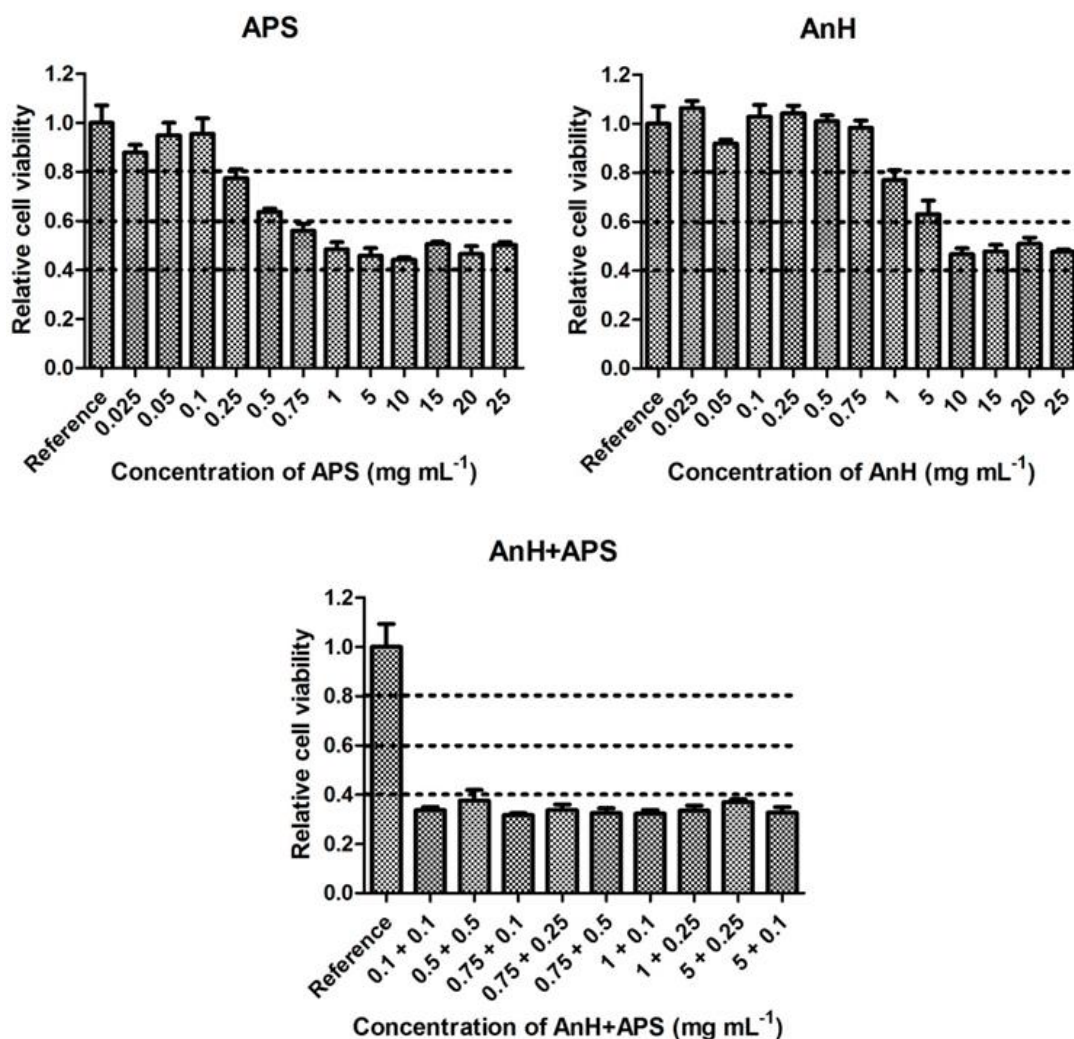 APS
1.2
1.0
0.8
0.6
0.4
0.2
0.0
Relative cell viability
Reference
0.025
0.05
0.1
0.25
0.5
0.75
1
5
10
15
20
25
Concentration of APS (mg mL⁻¹)
AnH
1.2
1.0
0.8
0.6
0.4
0.2
0.0
Relative cell viability
Reference
0.025
0.05
0.1
0.25
0.5
0.75
1
5
10
15
20
25
Concentration of AnH (mg mL⁻¹)
AnH+APS
1.2
1.0
0.8
0.6
0.4
0.2
0.0
Relative cell viability
Reference
0.1 + 0.1
0.5 + 0.5
0.75 + 0.1
0.75 + 0.25
0.75 + 0.5
1 + 0.1
1 + 0.25
5 + 0.25
5 + 0.1
Concentration of AnH+APS (mg mL⁻¹)